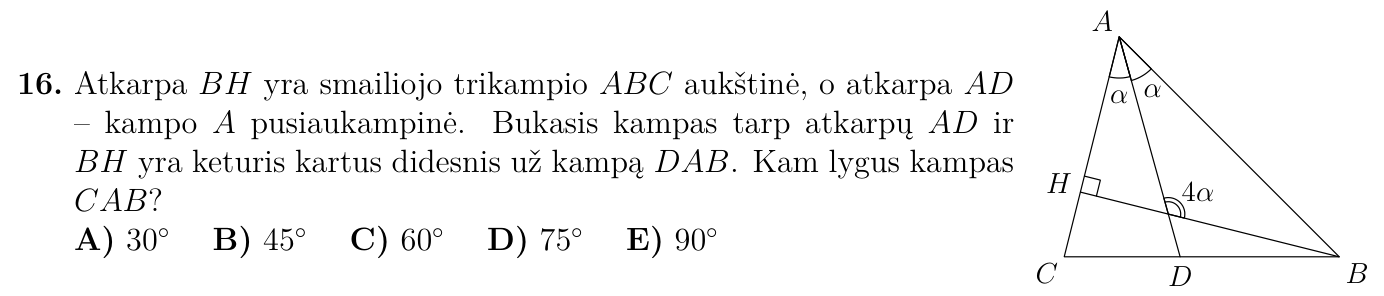 16. Atkarpa BH yra smailiojo trikampio ABC aukštinė, o atkarpa AD
– kampo A pusiaukampinė. Bukasis kampas tarp atkarpų AD ir
BH yra keturis kartus didesnis už kampą DAB. Kam lygus kampas
CAB?
A) 30° B) 45° C) 60° D) 75° E) 90°
A
α α
H
4α
C D B